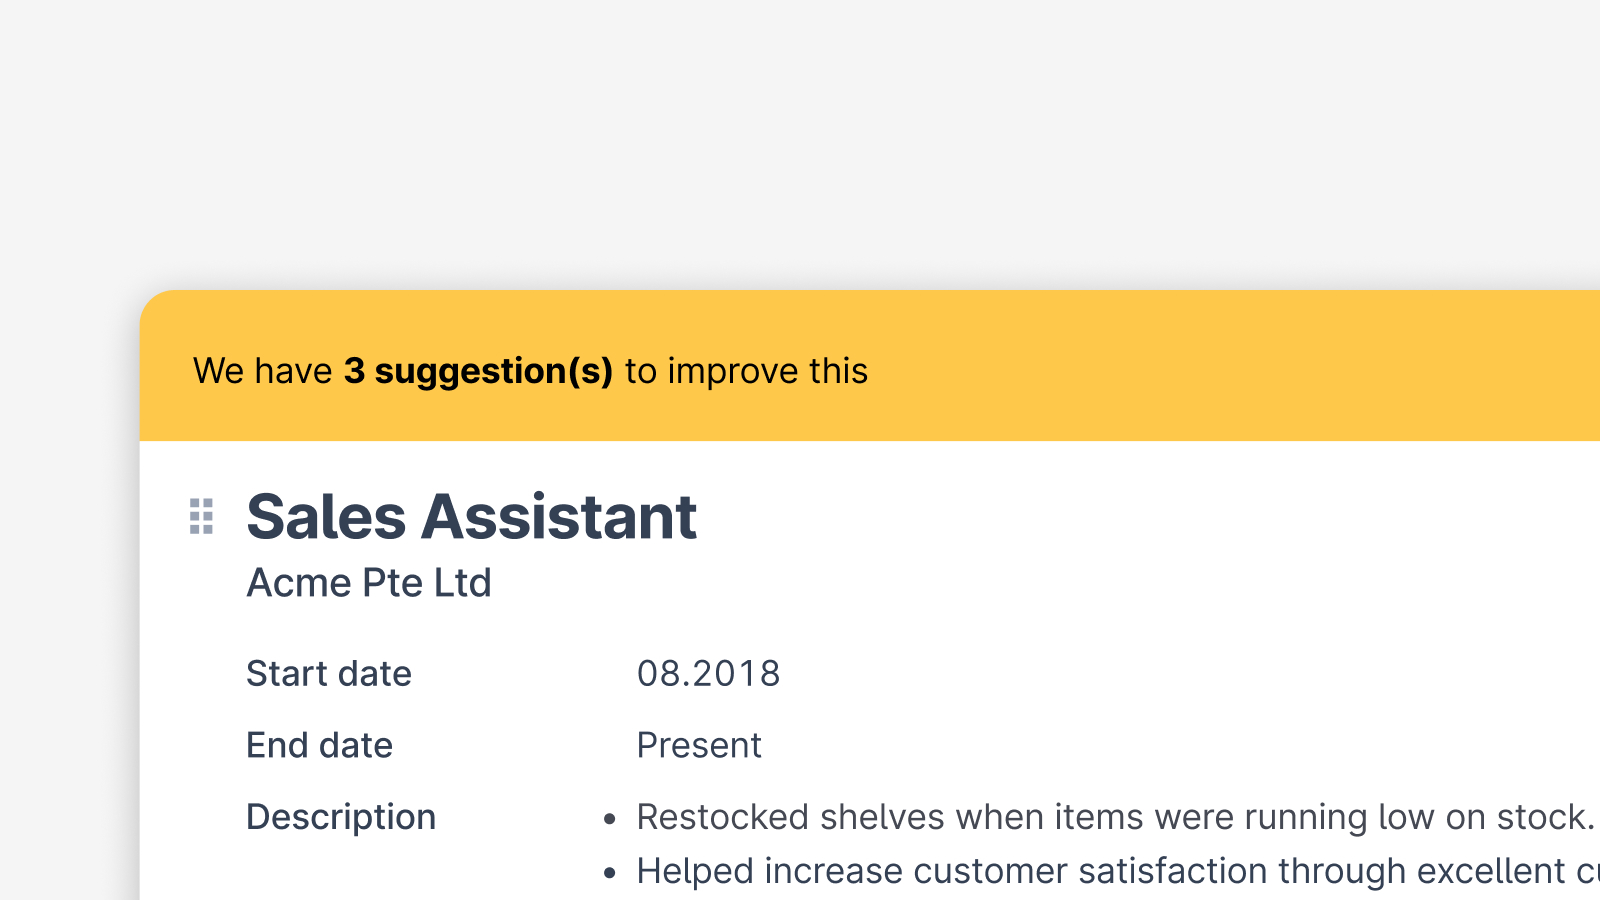 We have 3 suggestion(s) to improve this
Sales Assistant
Acme Pte Ltd
Start date 08.2018
End date Present
Description • Restocked shelves when items were running low on stock.
• Helped increase customer satisfaction through excellent